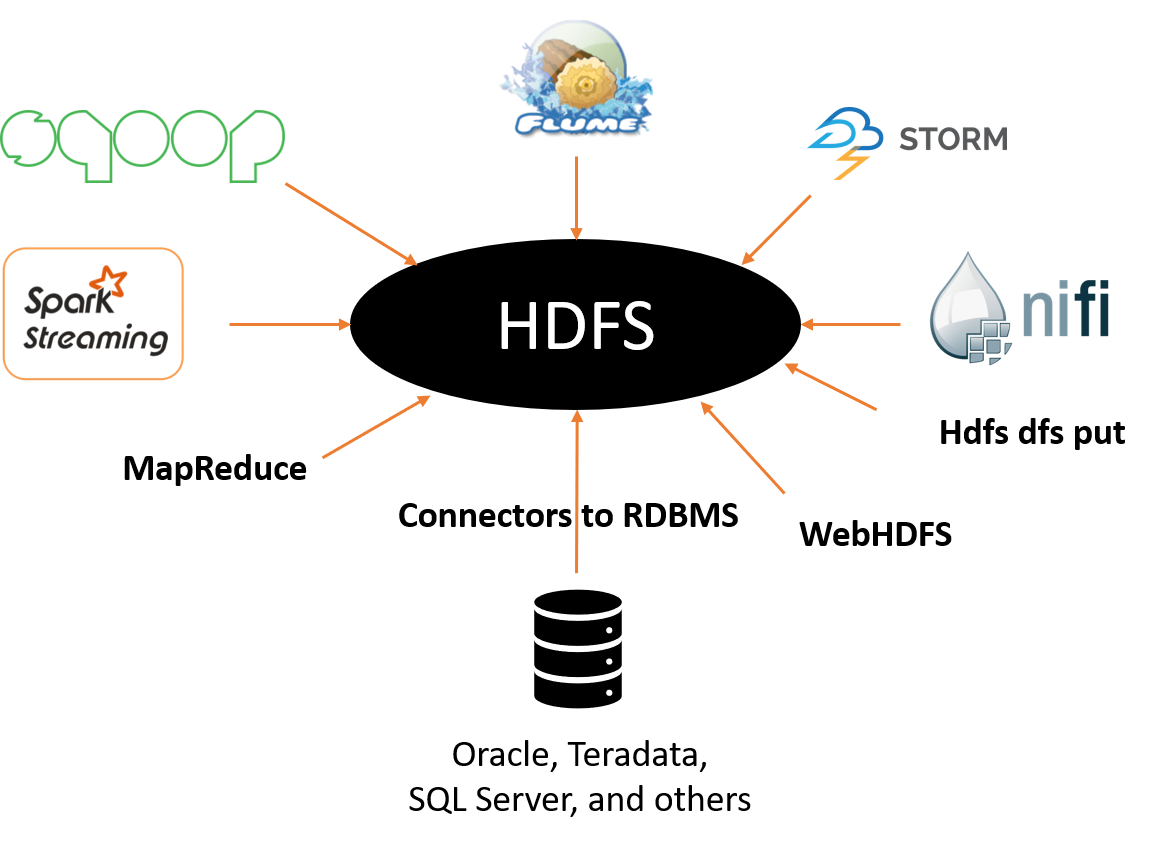 FLUME
sqoop
STORM
Spark
Streaming
HDFS
nifi
Hdfs dfs put
MapReduce
Connectors to RDBMS
WebHDFS
Oracle, Teradata,
SQL Server, and others